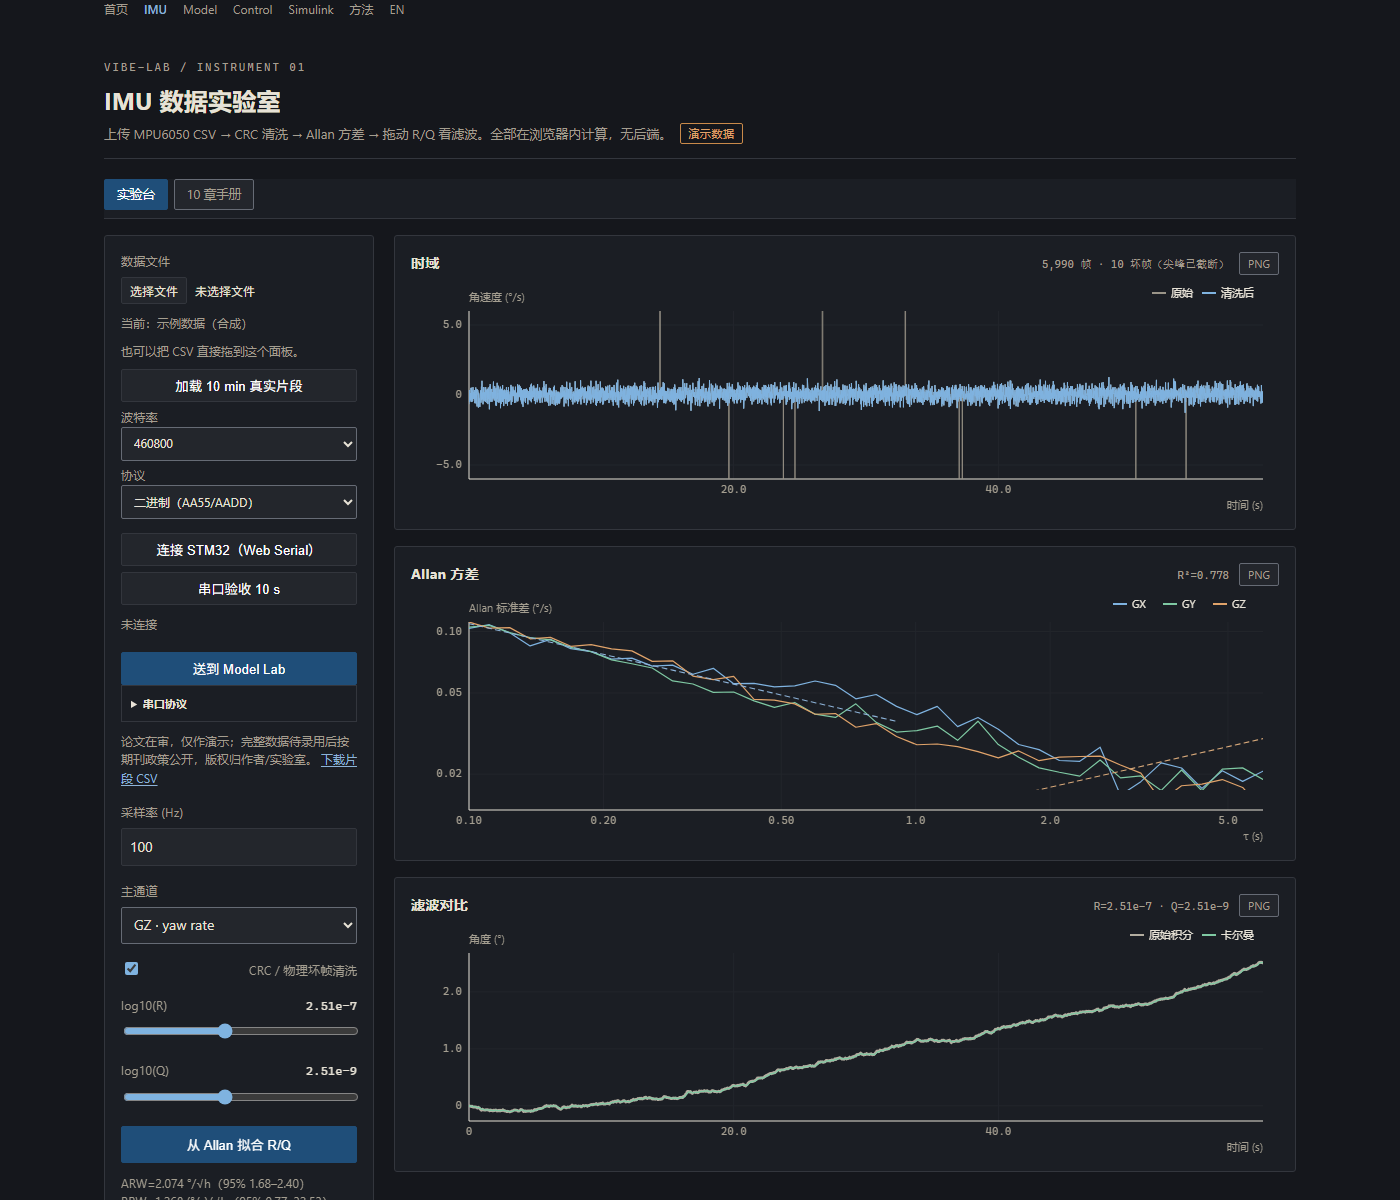 首页 IMU Model Control Simulink 方法 EN
VIBE-LAB / INSTRUMENT 01
IMU 数据实验室
上传 MPU6050 CSV → CRC 清洗 → Allan 方差 → 拖动 R/Q 看滤波。全部在浏览器内计算，无后端。 演示数据
实验台 10 章手册
数据文件
选择文件 未选择文件
当前：示例数据（合成）
也可以把 CSV 直接拖到这个面板。
加载 10 min 真实片段
波特率
460800
协议
二进制（AA55/AADD）
连接 STM32（Web Serial）
串口验收 10 s
未连接
送到 Model Lab
▶ 串口协议
论文在审，仅作演示；完整数据待录用后按
期刊政策公开，版权归作者/实验室。 下载片
段 CSV
采样率 (Hz)
100
主通道
GZ · yaw rate
CRC / 物理坏帧清洗
log10(R) 2.51e-7
log10(Q) 2.51e-9
从 Allan 拟合 R/Q
ARW=2.074 °/√h（95% 1.68–2.40）
时域 5,990 帧 · 10 坏帧（尖峰已截断） PNG
角速度 (°/s) 原始 清洗后
5.0
0
−5.0
20.0 40.0
时间 (s)
Allan 方差 R²=0.778 PNG
Allan 标准差 (°/s) GX GY GZ
0.10
0.05
0.02
0.10 0.20 0.50 1.0 2.0 5.0
τ (s)
滤波对比 R=2.51e-7 · Q=2.51e-9 PNG
角度 (°) 原始积分 卡尔曼
2.0
1.0
0
0 20.0 40.0
时间 (s)